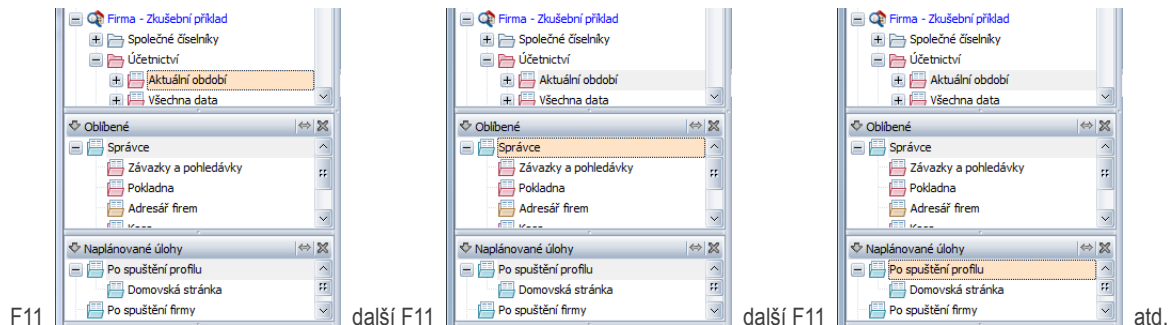 Firma - Zkušební příklad
Společné číselníky
Účetnictví
Aktuální období
Všechna data
Oblíbené
Správce
Závazky a pohledávky
Pokladna
Adresář firem
Naplánované úlohy
Po spuštění profilu
Domovská stránka
Po spuštění firmy
F11
Firma - Zkušební příklad
Společné číselníky
Účetnictví
Aktuální období
Všechna data
Oblíbené
Správce
Závazky a pohledávky
Pokladna
Adresář firem
Naplánované úlohy
Po spuštění profilu
Domovská stránka
Po spuštění firmy
další F11
Firma - Zkušební příklad
Společné číselníky
Účetnictví
Aktuální období
Všechna data
Oblíbené
Správce
Závazky a pohledávky
Pokladna
Adresář firem
Naplánované úlohy
Po spuštění profilu
Domovská stránka
Po spuštění firmy
další F11
atd.